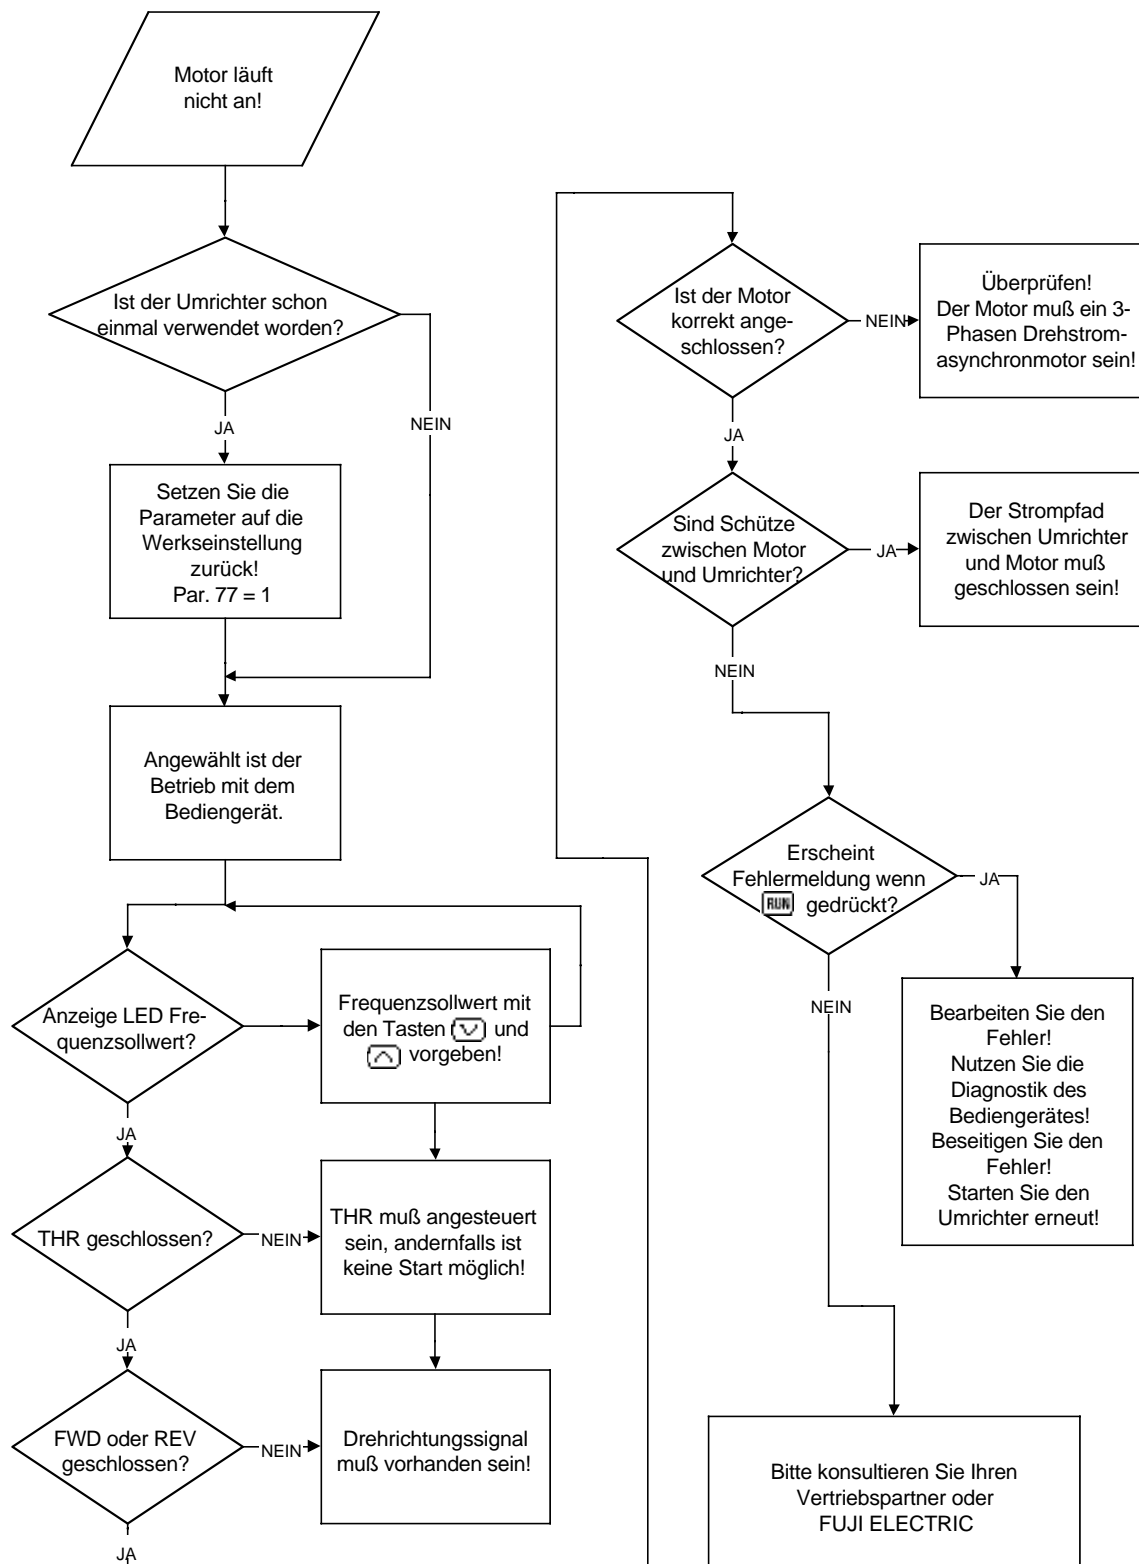 Motor läuft
nicht an!
Ist der Umrichter schon
einmal verwendet worden?
JA
NEIN
Setzen Sie die
Parameter auf die
Werkseinstellung
zurück!
Par. 77 = 1
Angewählt ist der
Betrieb mit dem
Bediengerät.
Anzeige LED Fre-
quenzsollwert?
Frequenzsollwert mit
den Tasten und
vorgeben!
JA
THR geschlossen?
NEIN
THR muß angesteuert
sein, andernfalls ist
keine Start möglich!
JA
FWD oder REV
geschlossen?
NEIN
Drehrichtungssignal
muß vorhanden sein!
JA
Ist der Motor
korrekt ange-
schlossen?
NEIN
Überprüfen!
Der Motor muß ein 3-
Phasen Drehstrom-
asynchronmotor sein!
JA
Sind Schütze
zwischen Motor
und Umrichter?
JA
Der Strompfad
zwischen Umrichter
und Motor muß
geschlossen sein!
NEIN
Erscheint
Fehlermeldung wenn
RUN gedrückt?
JA
NEIN
Bearbeiten Sie den
Fehler!
Nutzen Sie die
Diagnostik des
Bediengerätes!
Beseitigen Sie den
Fehler!
Starten Sie den
Umrichter erneut!
Bitte konsultieren Sie Ihren
Vertriebspartner oder
FUJI ELECTRIC